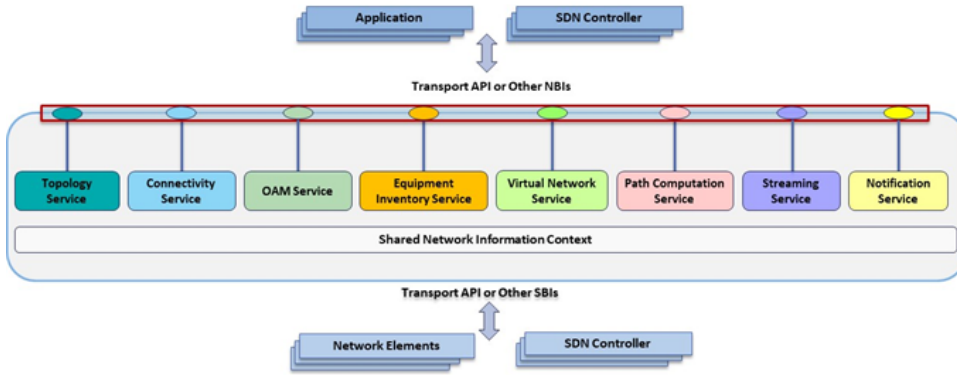 Application
SDN Controller
Transport API or Other NBIs
Topology
Service
Connectivity
Service
OAM Service
Equipment
Inventory Service
Virtual Network
Service
Path Computation
Service
Streaming
Service
Notification
Service
Shared Network Information Context
Transport API or Other SBIs
Network Elements
SDN Controller